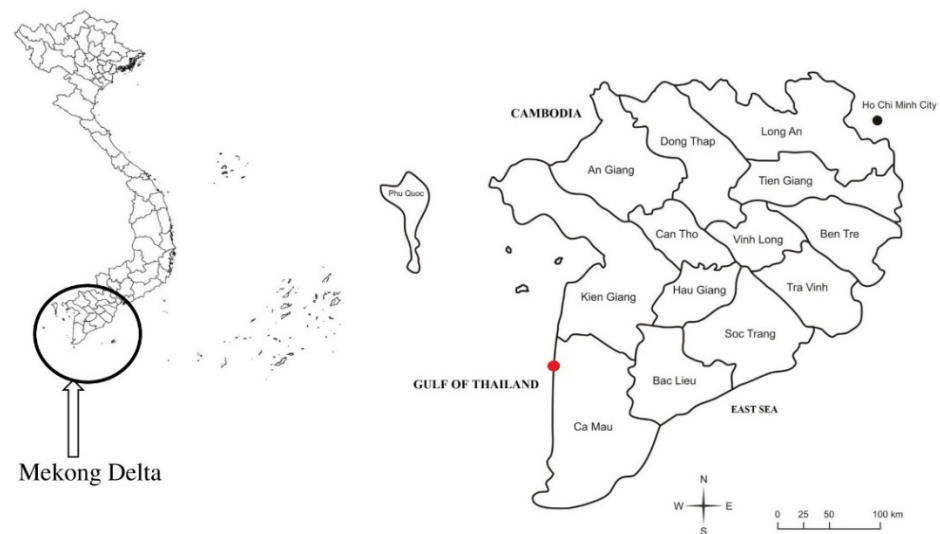 Mekong Delta
CAMBODIA
Ho Chi Minh City
Long An
Dong Thap
An Giang
Tien Giang
Phu Quoc
Can Tho
Vinh Long
Ben Tre
Kien Giang
Hau Giang
Tra Vinh
Soc Trang
GULF OF THAILAND
Bac Lieu
EAST SEA
Ca Mau
N
W E
S
0 25 50 100 km